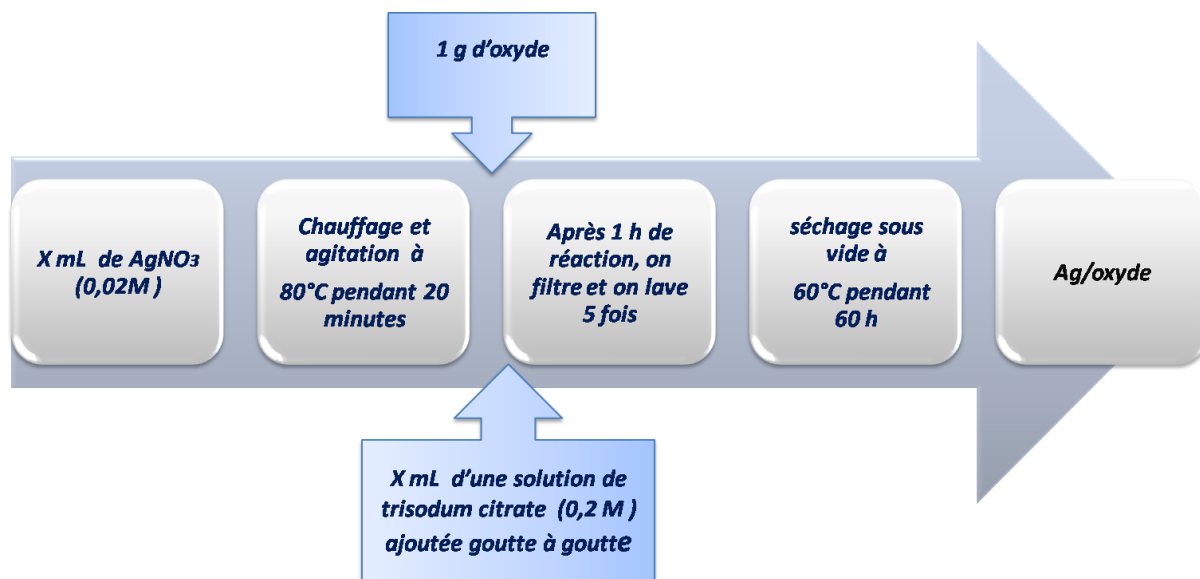 1 g d'oxyde
X mL de AgNO3
(0,02M )
Chauffage et
agitation à
80°C pendant 20
minutes
Après 1 h de
réaction, on
filtre et on lave
5 fois
séchage sous
vide à
60°C pendant
60 h
Ag/oxyde
X mL d'une solution de
trisodum citrate (0,2 M )
ajoutée goutte à goutte